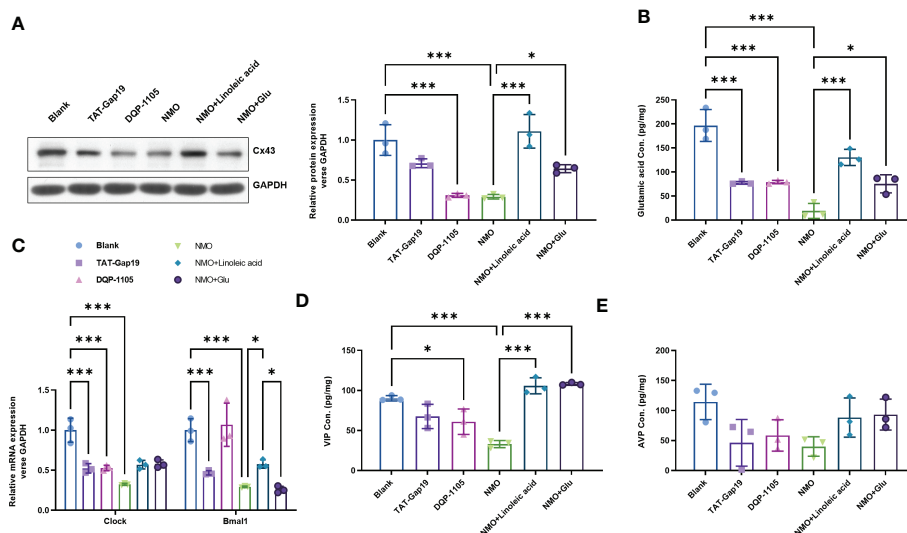 A
Blank
TAT-Gap19
DQP-1105
NMO
NMO+Linoleic acid
NMO+Glu
Cx43
GAPDH
Relative protein expression
verse GAPDH
1.5
1.0
0.5
0.0
***
*
***
***
Blank
TAT-Gap19
DQP-1105
NMO
NMO+Linoleic acid
NMO+Glu
B
Glutamic acid Con. (pg/mg)
250
200
150
100
50
0
***
***
*
***
***
Blank
TAT-Gap19
DQP-1105
NMO
NMO+Linoleic acid
NMO+Glu
C
Blank
TAT-Gap19
DQP-1105
NMO
NMO+Linoleic acid
NMO+Glu
Relative mRNA expression
verse GAPDH
1.5
1.0
0.5
0.0
***
***
***
***
*
***
*
Clock
Bmal1
D
VIP Con. (pg/mg)
150
100
50
0
***
***
*
***
Blank
TAT-Gap19
DQP-1105
NMO
NMO+Linoleic acid
NMO+Glu
E
AVP Con. (pg/mg)
200
150
100
50
0
Blank
TAT-Gap19
DQP-1105
NMO
NMO+Linoleic acid
NMO+Glu